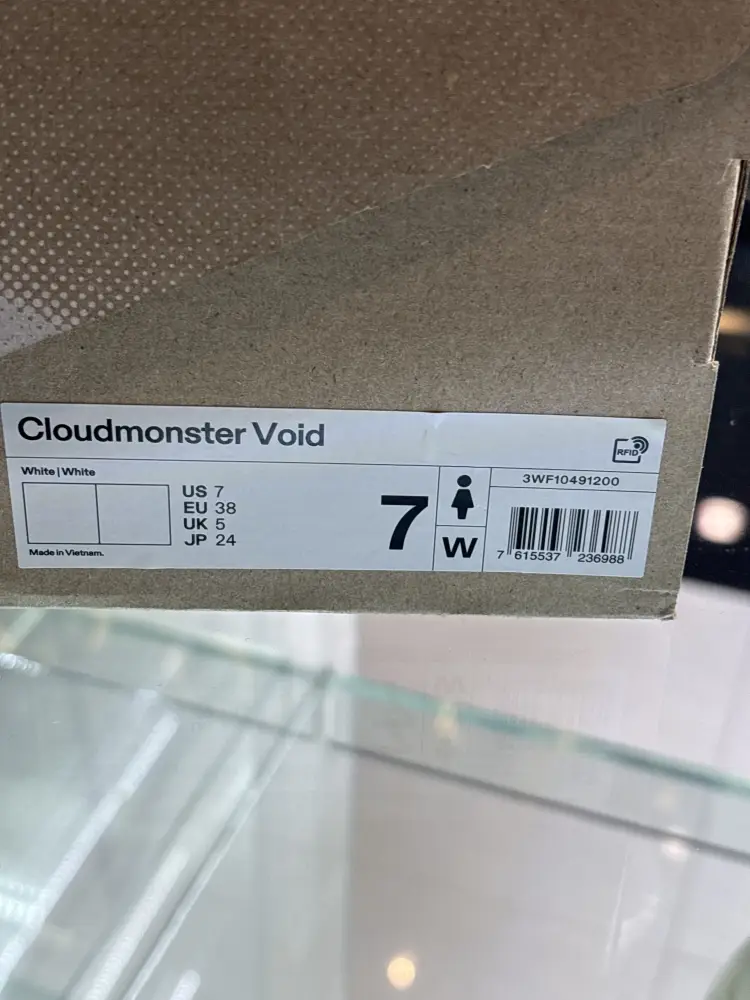 Cloudmonster Void
RFID
White | White
US 7
EU 38
UK 5
JP 24
Made in Vietnam.
7
W
3WF10491200
7 615537 236988